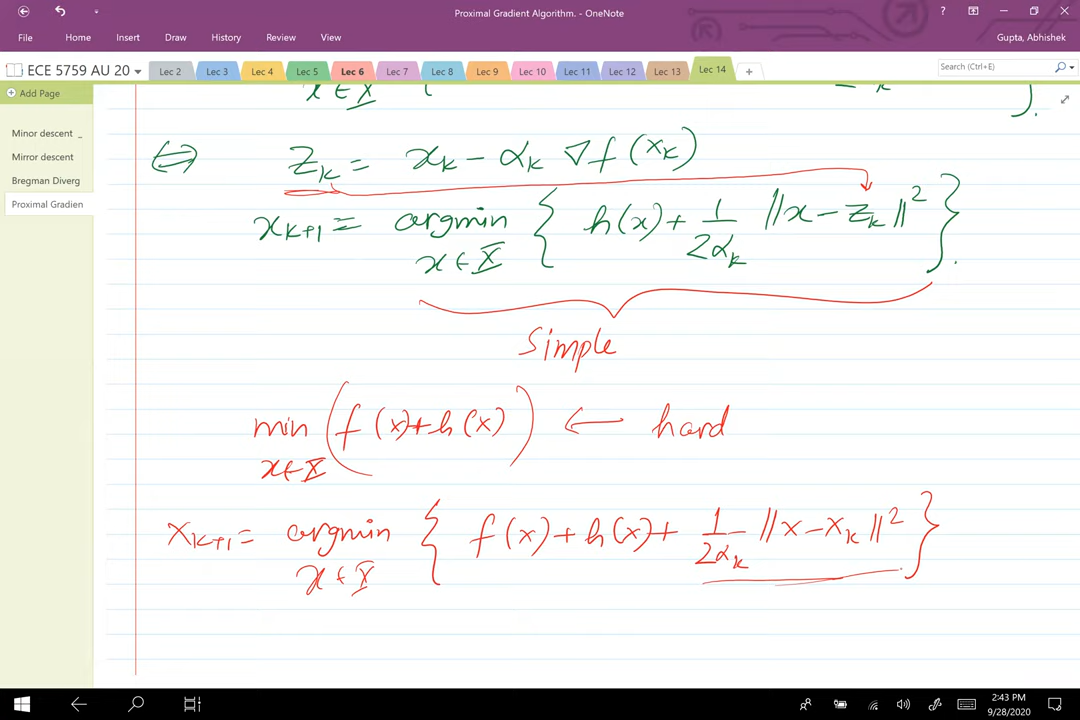 Proximal Gradient Algorithm. - OneNote
File Home Insert Draw History Review View
Gupta, Abhishek
ECE 5759 AU 20
Lec 2 Lec 3 Lec 4 Lec 5 Lec 6 Lec 7 Lec 8 Lec 9 Lec 10 Lec 11 Lec 12 Lec 13 Lec 14 +
Search (Ctrl+E)
Add Page
Minor descent _
Mirror descent
Bregman Diverg
Proximal Gradien
x ∈ X
⇔ z_k = x_k - α_k ∇f(x_k)
x_{k+1} = argmin { h(x) + 1/(2α_k) ||x - z_k||² }.
x ∈ X
Simple
min (f(x) + h(x)) ← hard
x ∈ X
x_{k+1} = argmin { f(x) + h(x) + 1/(2α_k) ||x - x_k||² }
x ∈ X
2:43 PM
9/28/2020